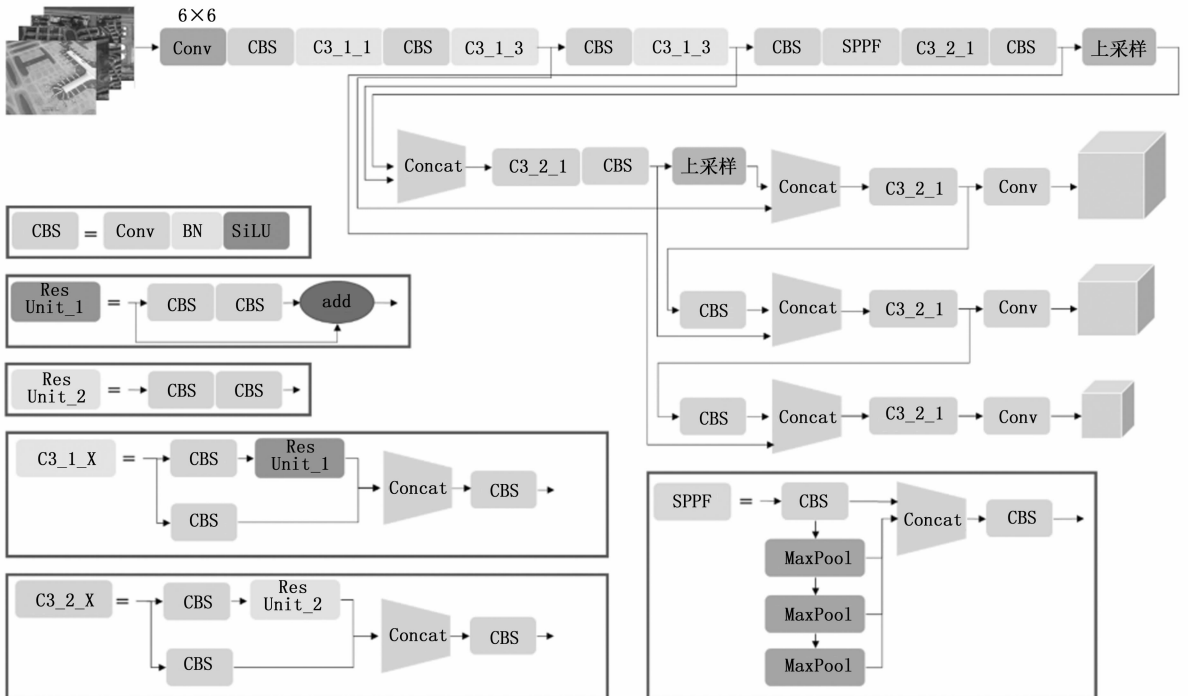 6×6
Conv CBS C3_1_1 CBS C3_1_3 CBS C3_1_3 CBS SPPF C3_2_1 CBS 上采样
Concat C3_2_1 CBS 上采样 Concat C3_2_1 Conv
CBS = Conv BN SiLU
Res
Unit_1 = CBS CBS add
CBS Concat C3_2_1 Conv
Res
Unit_2 = CBS CBS
CBS Concat C3_2_1 Conv
C3_1_X = CBS Res
Unit_1 Concat CBS
CBS
SPPF = CBS Concat CBS
MaxPool
MaxPool
MaxPool
C3_2_X = CBS Res
Unit_2 Concat CBS
CBS